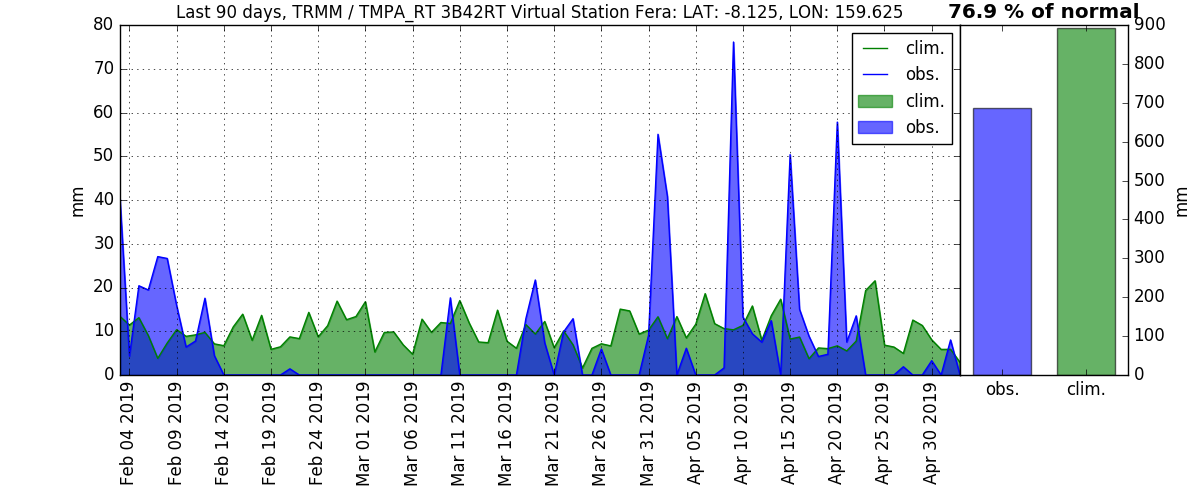 Last 90 days, TRMM / TMPA_RT 3B42RT Virtual Station Fera: LAT: -8.125, LON: 159.625
76.9 % of normal
80
70
60
50
40
30
20
10
0
mm
clim.
obs.
clim.
obs.
900
800
700
600
500
400
300
200
100
0
mm
Feb 04 2019
Feb 09 2019
Feb 14 2019
Feb 19 2019
Feb 24 2019
Mar 01 2019
Mar 06 2019
Mar 11 2019
Mar 16 2019
Mar 21 2019
Mar 26 2019
Mar 31 2019
Apr 05 2019
Apr 10 2019
Apr 15 2019
Apr 20 2019
Apr 25 2019
Apr 30 2019
obs.
clim.